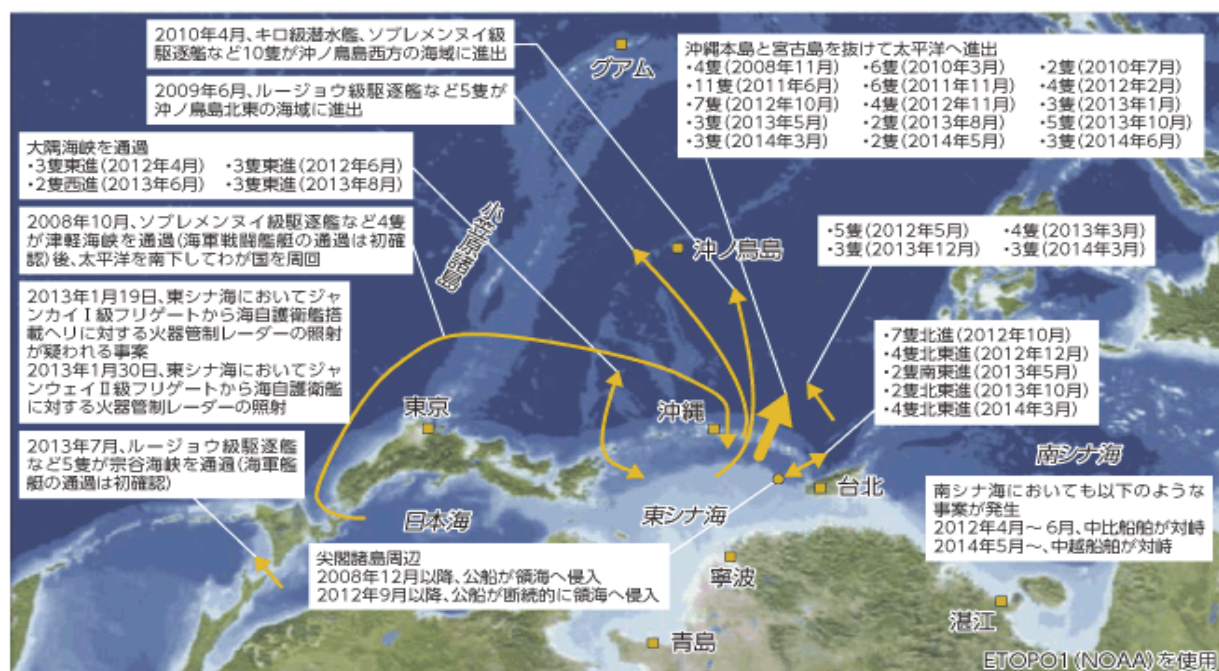 2010年4月、キロ級潜水艦、ソブレメンヌイ級
駆逐艦など10隻が沖ノ鳥島西方の海域に進出
2009年6月、ルージョウ級駆逐艦など5隻が
沖ノ鳥島北東の海域に進出
大隅海峡を通過
・3隻東進(2012年4月) ・3隻東進(2012年6月)
・2隻西進(2013年6月) ・3隻東進(2013年8月)
2008年10月、ソブレメンヌイ級駆逐艦など4隻
が津軽海峡を通過(海軍戦闘艦艇の通過は初確
認)後、太平洋を南下してわが国を周回
2013年1月19日、東シナ海においてジャ
ンカイⅠ級フリゲートから海自護衛艦搭
載ヘリに対する火器管制レーダーの照射
が疑われる事案
2013年1月30日、東シナ海においてジャ
ンウェイⅡ級フリゲートから海自護衛艦
に対する火器管制レーダーの照射
2013年7月、ルージョウ級駆逐艦
など5隻が宗谷海峡を通過(海軍艦
艇の通過は初確認)
グアム
沖縄本島と宮古島を抜けて太平洋へ進出
・4隻(2008年11月) ・6隻(2010年3月) ・2隻(2010年7月)
・11隻(2011年6月) ・6隻(2011年11月) ・4隻(2012年2月)
・7隻(2012年10月) ・4隻(2012年11月) ・3隻(2013年1月)
・3隻(2013年5月) ・2隻(2013年8月) ・5隻(2013年10月)
・3隻(2014年3月) ・2隻(2014年5月) ・3隻(2014年6月)
小笠原諸島
沖ノ鳥島
・5隻(2012年5月) ・4隻(2013年3月)
・3隻(2013年12月) ・3隻(2014年3月)
・7隻北進(2012年10月)
・4隻北東進(2012年12月)
・2隻南東進(2013年5月)
・2隻北東進(2013年10月)
・4隻北東進(2014年3月)
東京
沖縄
南シナ海
台北
日本海
東シナ海
南シナ海においても以下のような
事案が発生
2012年4月～6月、中比船舶が対峙
2014年5月～、中越船舶が対峙
尖閣諸島周辺
2008年12月以降、公船が領海へ侵入
2012年9月以降、公船が断続的に領海へ侵入
寧波
湛江
青島
ETOPO1(NOAA)を使用